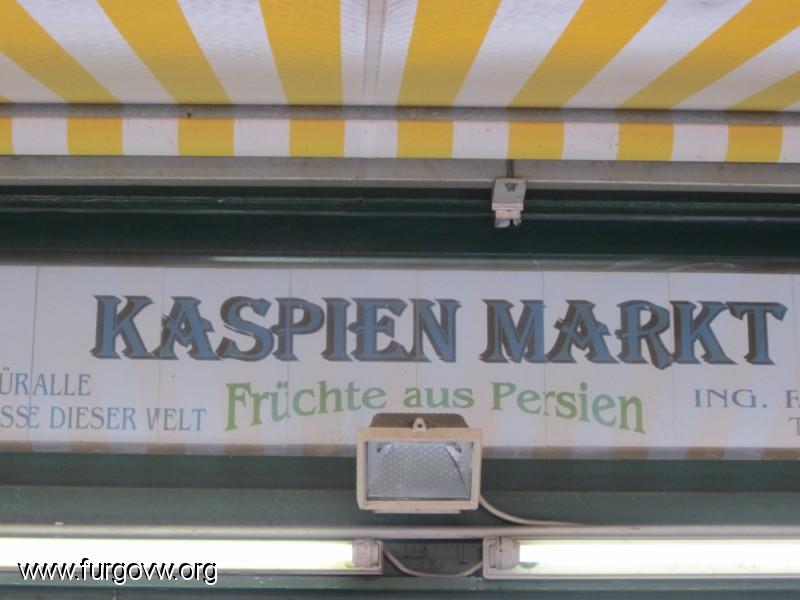 KASPIEN MARKT
ÜR ALLE
SSE DIESER WELT
Früchte aus Persien
ING. F
T
www.furgovw.org